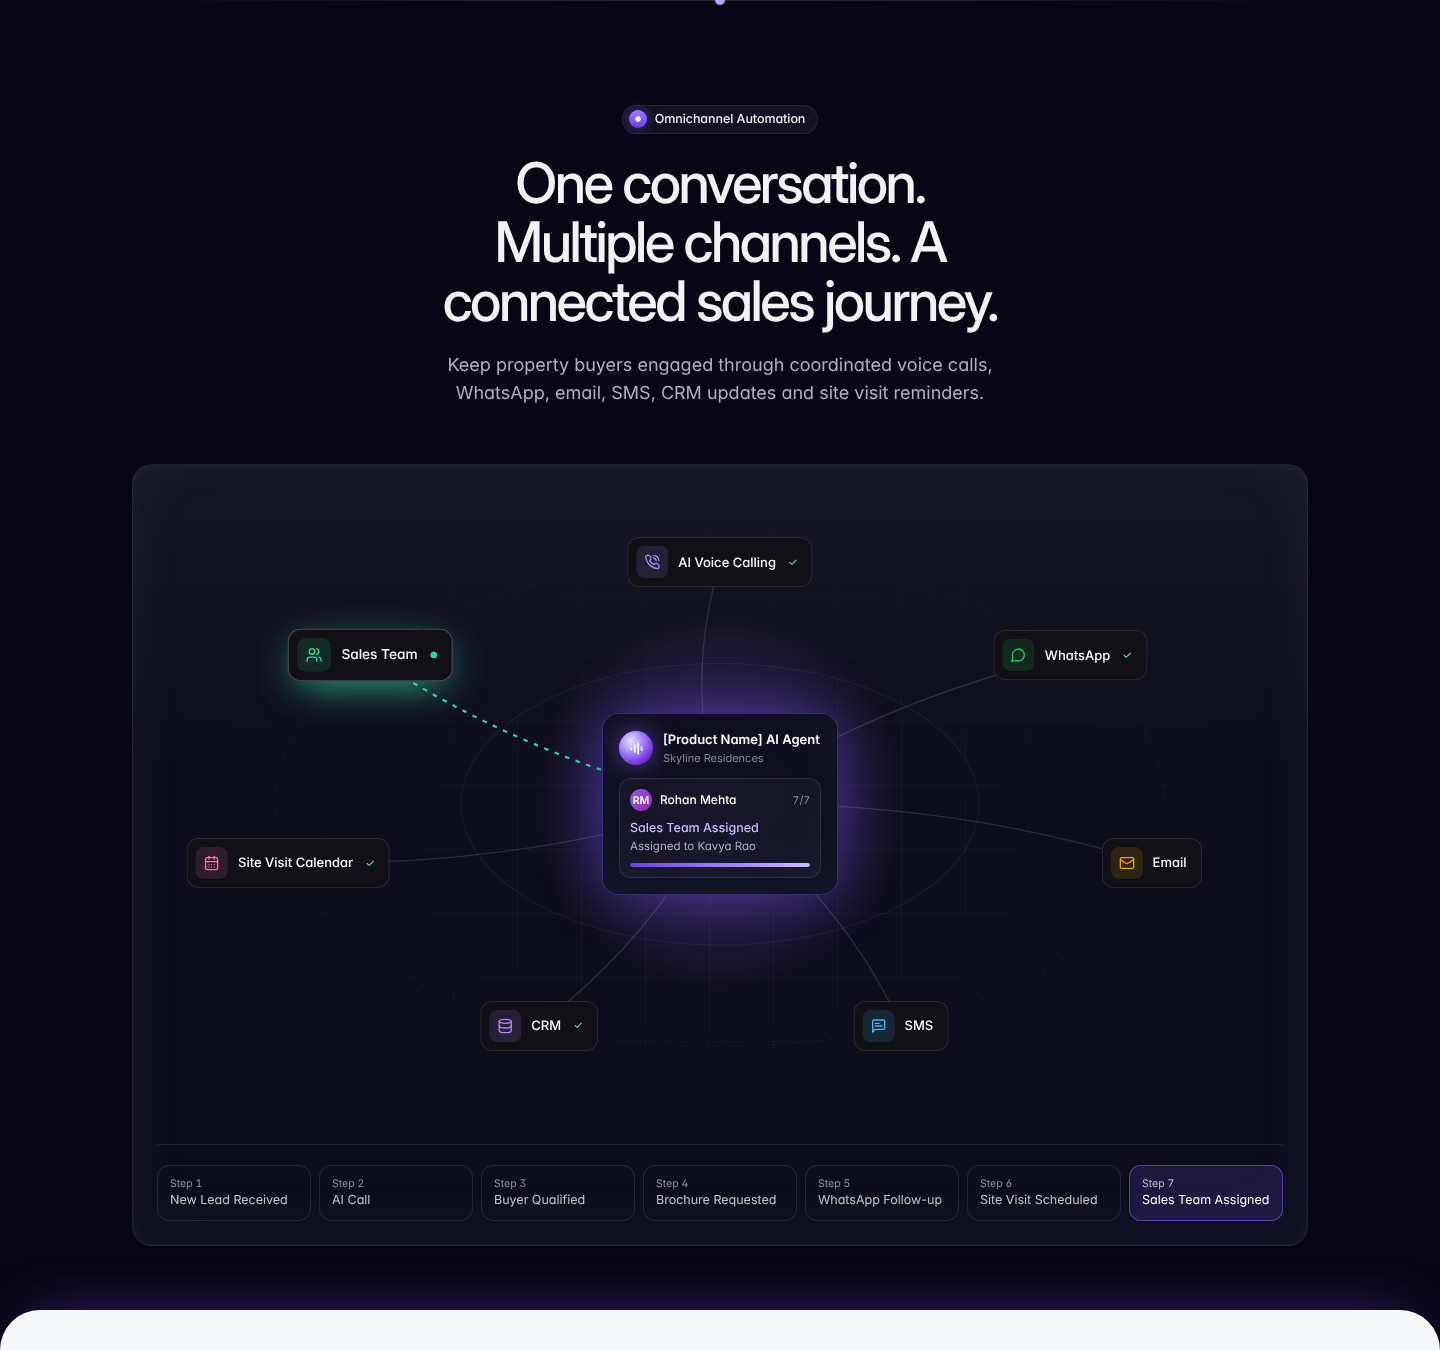 Omnichannel Automation
One conversation.
Multiple channels. A
connected sales journey.
Keep property buyers engaged through coordinated voice calls,
WhatsApp, email, SMS, CRM updates and site visit reminders.
AI Voice Calling
Sales Team
WhatsApp
[Product Name] AI Agent
Skyline Residences
RM Rohan Mehta 7/7
Sales Team Assigned
Assigned to Kavya Rao
Site Visit Calendar
Email
CRM
SMS
Step 1
New Lead Received
Step 2
AI Call
Step 3
Buyer Qualified
Step 4
Brochure Requested
Step 5
WhatsApp Follow-up
Step 6
Site Visit Scheduled
Step 7
Sales Team Assigned